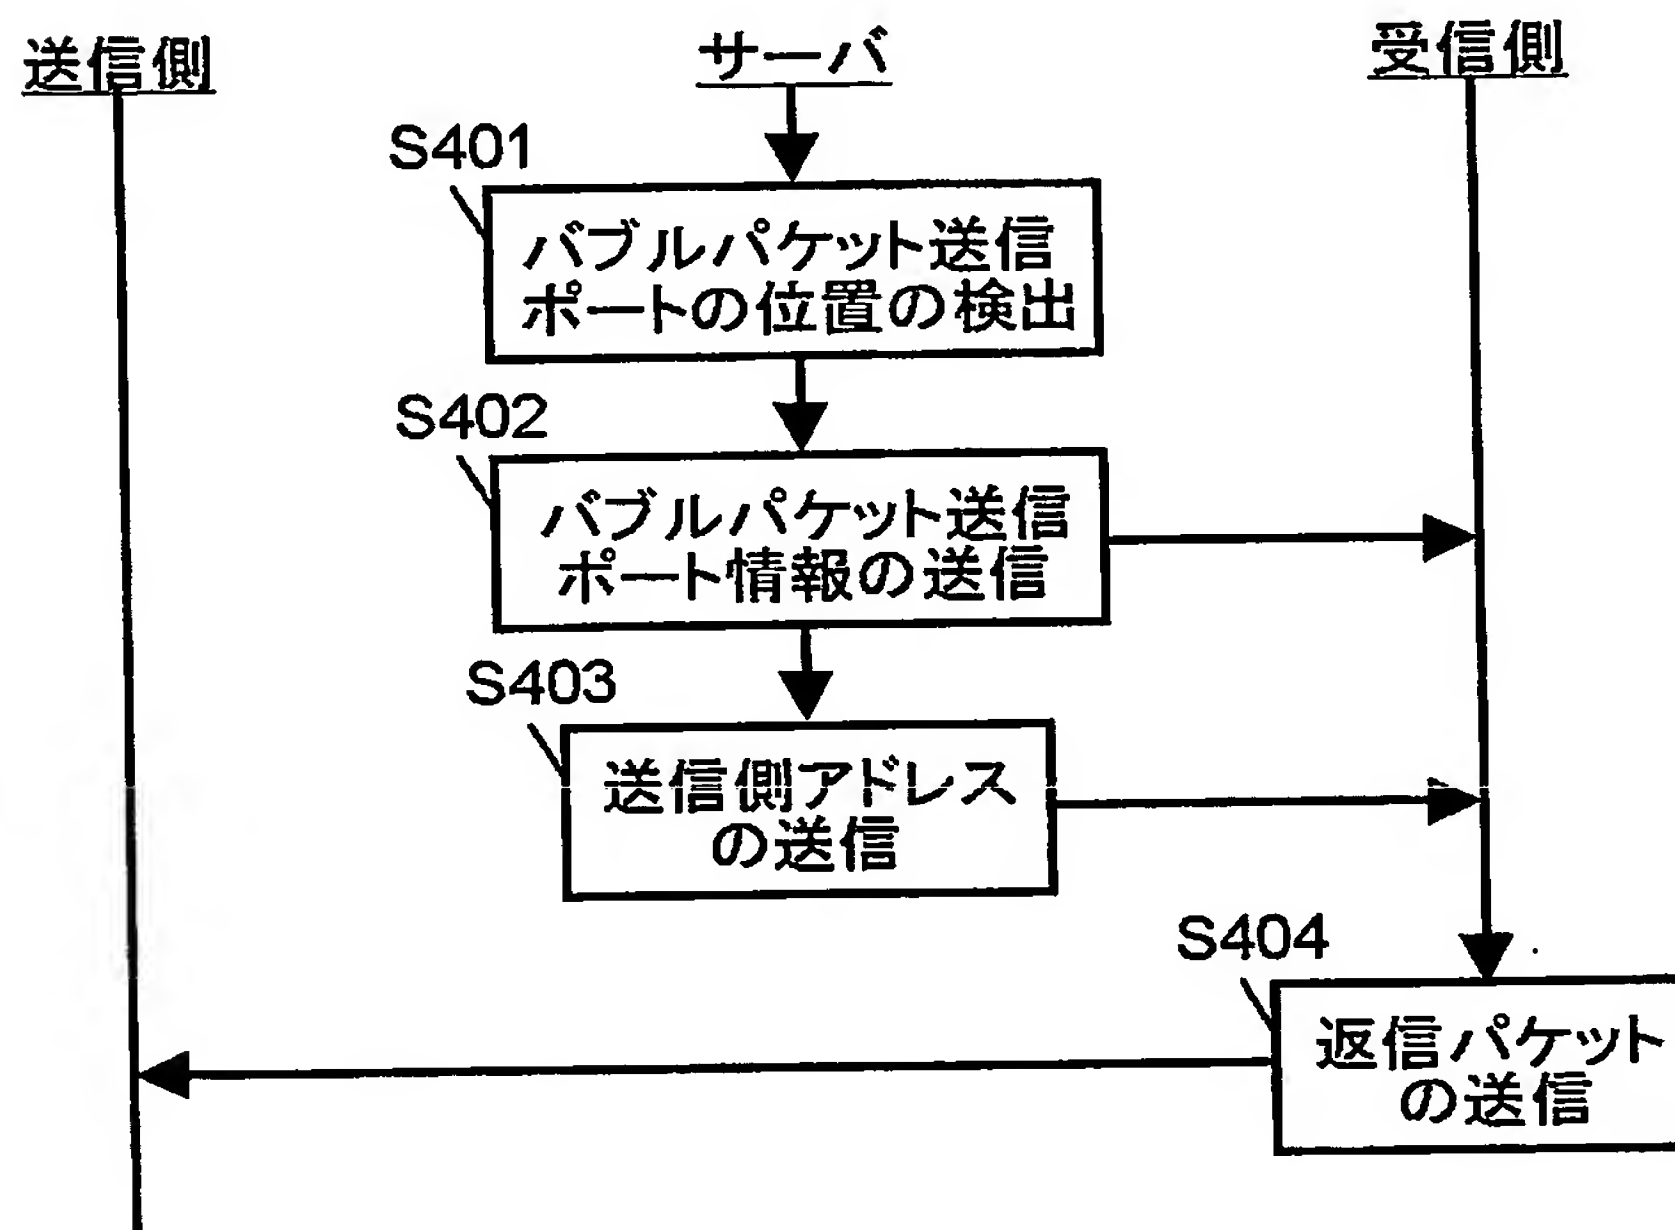 送信側
サーバ
受信側
S401
バブルパケット送信
ポートの位置の検出
S402
バブルパケット送信
ポート情報の送信
S403
送信側アドレス
の送信
S404
返信パケット
の送信